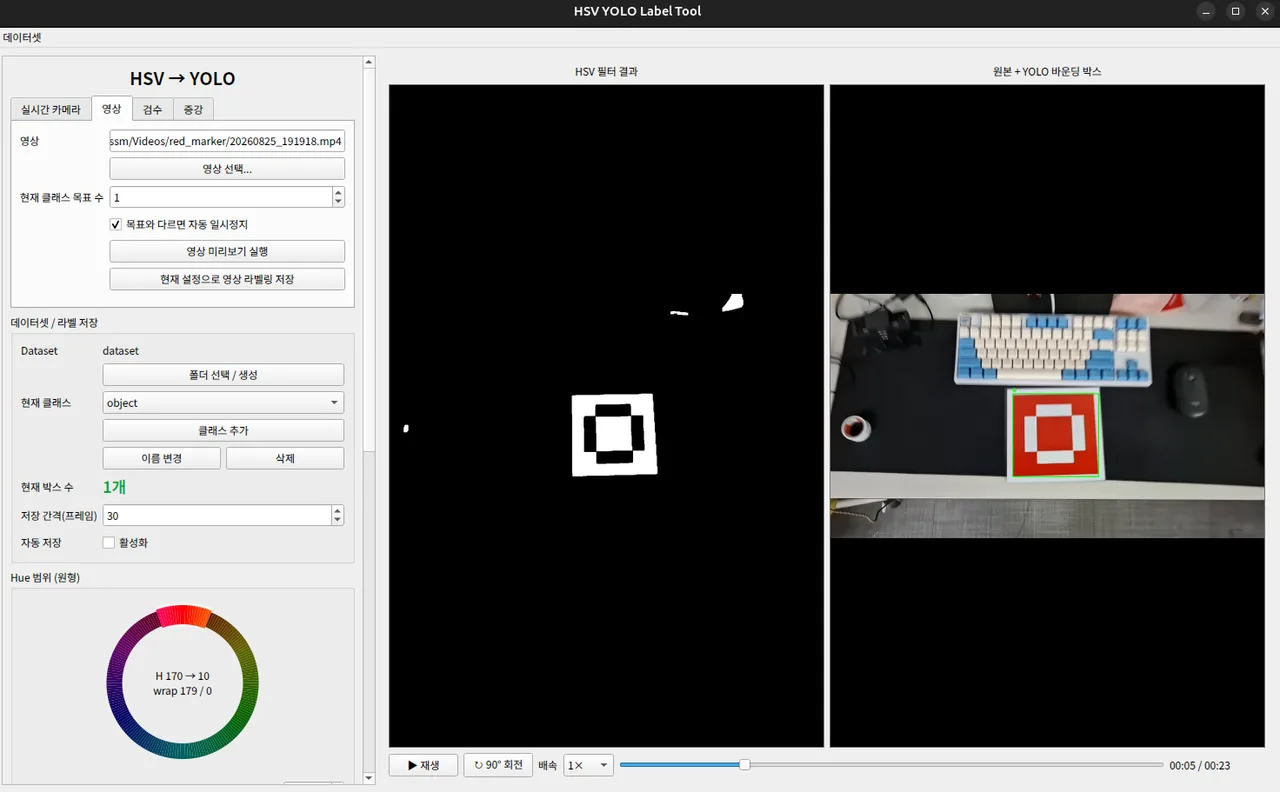 HSV YOLO Label Tool
데이터셋
HSV → YOLO
실시간 카메라 영상 검수 증강
영상 ssm/Videos/red_marker/20260825_191918.mp4
영상 선택...
현재 클래스 목표 수 1
목표와 다르면 자동 일시정지
영상 미리보기 실행
현재 설정으로 영상 라벨링 저장
데이터셋 / 라벨 저장
Dataset dataset
폴더 선택 / 생성
현재 클래스 object
클래스 추가
이름 변경 삭제
현재 박스 수 1개
저장 간격(프레임) 30
자동 저장 활성화
Hue 범위 (원형)
H 170 → 10
wrap 179 / 0
HSV 필터 결과
원본 + YOLO 바운딩 박스
▶ 재생 ↻ 90° 회전 배속 1× 00:05 / 00:23